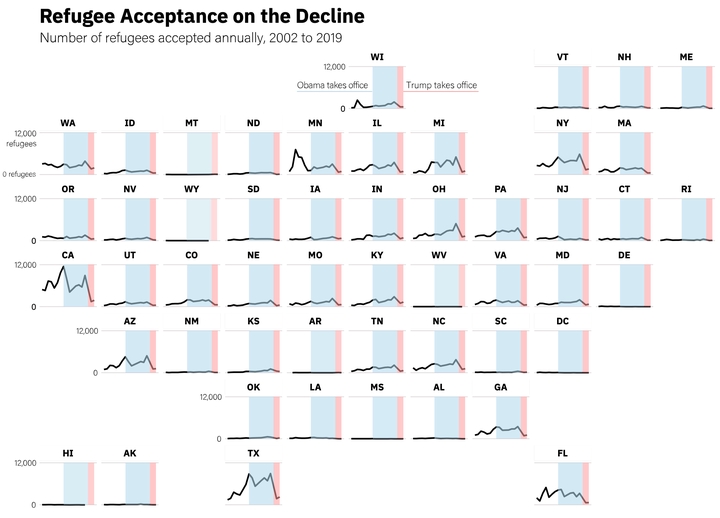 Refugee Acceptance on the Decline
Number of refugees accepted annually, 2002 to 2019
WI VT NH ME
12,000
Obama takes office Trump takes office
0
WA ID MT ND MN IL MI NY MA
12,000
refugees
0 refugees
OR NV WY SD IA IN OH PA NJ CT RI
12,000
0
CA UT CO NE MO KY WV VA MD DE
12,000
0
AZ NM KS AR TN NC SC DC
12,000
0
OK LA MS AL GA
12,000
0
HI AK TX FL
12,000
0